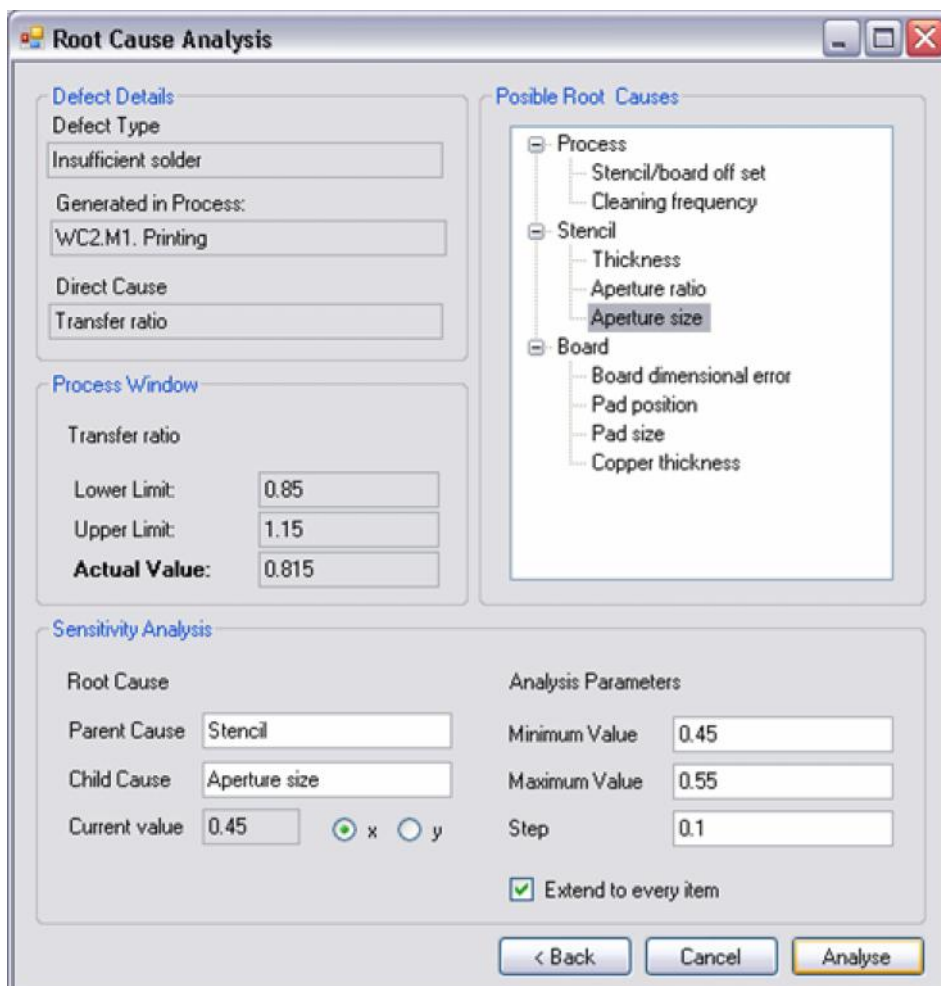 Root Cause Analysis
Defect Details
Defect Type
Insufficient solder
Generated in Process:
WC2.M1. Printing
Direct Cause
Transfer ratio
Process Window
Transfer ratio
Lower Limit: 0.85
Upper Limit: 1.15
Actual Value: 0.815
Posible Root Causes
Process
Stencil/board off set
Cleaning frequency
Stencil
Thickness
Aperture ratio
Aperture size
Board
Board dimensional error
Pad position
Pad size
Copper thickness
Sensitivity Analysis
Root Cause
Parent Cause Stencil
Child Cause Aperture size
Current value 0.45 x y
Analysis Parameters
Minimum Value 0.45
Maximum Value 0.55
Step 0.1
Extend to every item
< Back Cancel Analyse